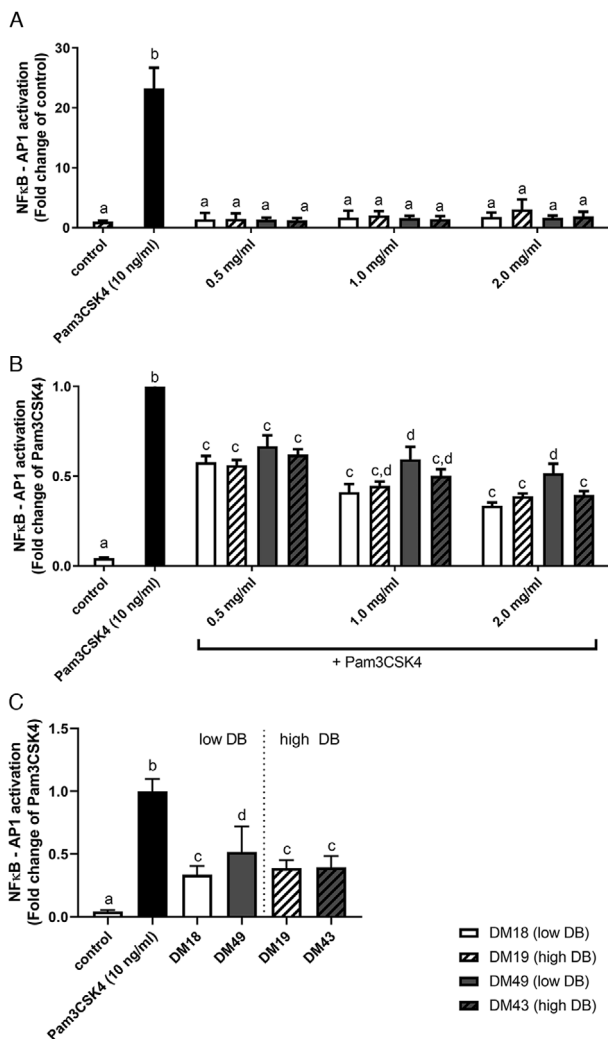 A
NFκB - AP1 activation
(Fold change of control)
30
20
10
0
a
b
a
a
a
a
a
a
a
a
a
a
a
a
a
control
Pam3CSK4 (10 ng/ml)
0.5 mg/ml
1.0 mg/ml
2.0 mg/ml
B
NFκB - AP1 activation
(Fold change of Pam3CSK4)
1.0
0.5
0.0
a
b
c
c
c
c
c
c,d
d
c,d
c
c
d
c
control
Pam3CSK4 (10 ng/ml)
0.5 mg/ml
1.0 mg/ml
2.0 mg/ml
+ Pam3CSK4
C
NFκB - AP1 activation
(Fold change of Pam3CSK4)
1.5
1.0
0.5
0.0
low DB
high DB
a
b
c
d
c
c
control
Pam3CSK4 (10 ng/ml)
DM18
DM49
DM19
DM43
DM18 (low DB)
DM19 (high DB)
DM49 (low DB)
DM43 (high DB)